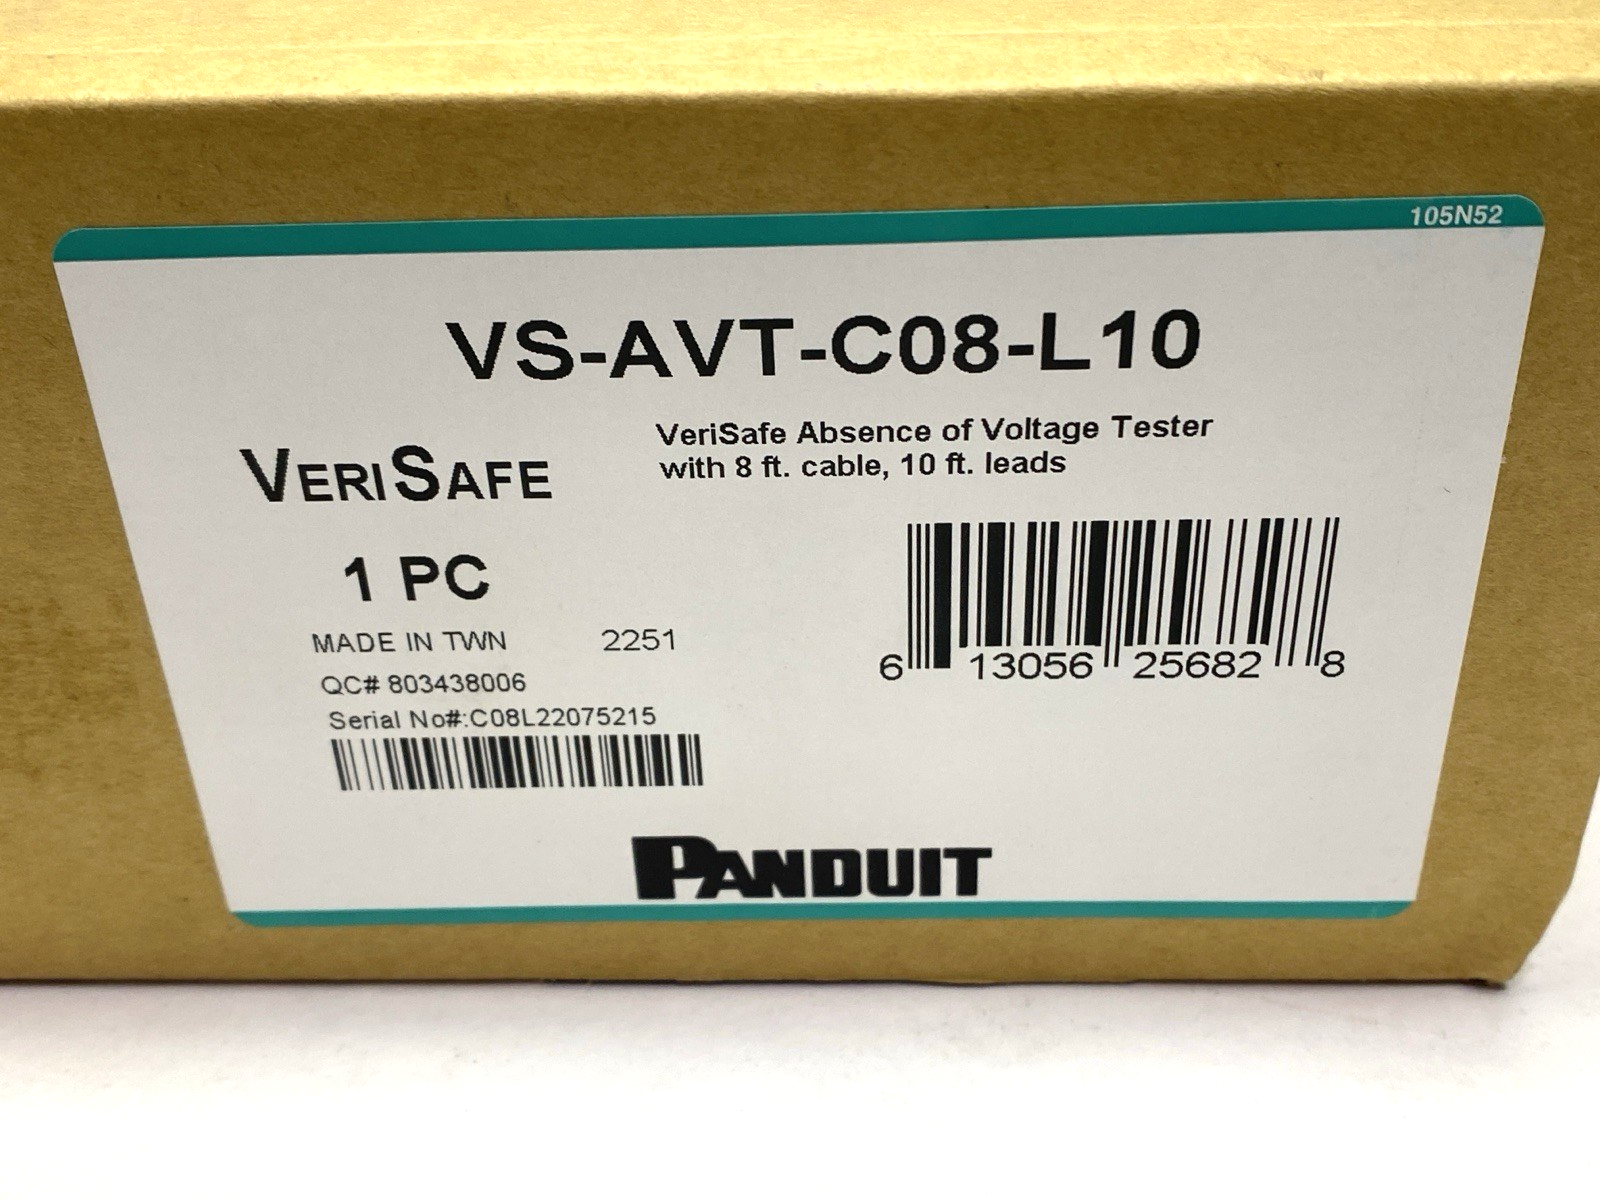 105N52
VS-AVT-C08-L10
VERISAFE
VeriSafe Absence of Voltage Tester
with 8 ft. cable, 10 ft. leads
1 PC
MADE IN TWN 2251
QC# 803438006
Serial No#:C08L22075215
6 13056 25682 8
PANDUIT